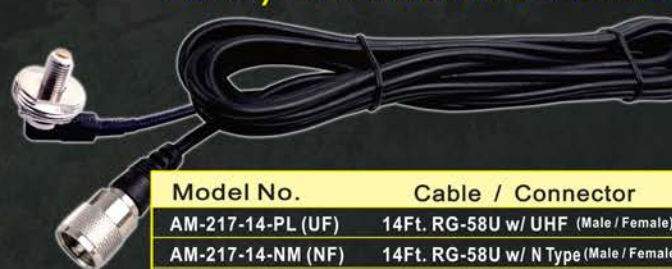 Model No. Cable / Connector
AM-217-14-PL (UF) 14Ft. RG-58U w/ UHF (Male / Female)
AM-217-14-NM (NF) 14Ft. RG-58U w/ N Type (Male / Female